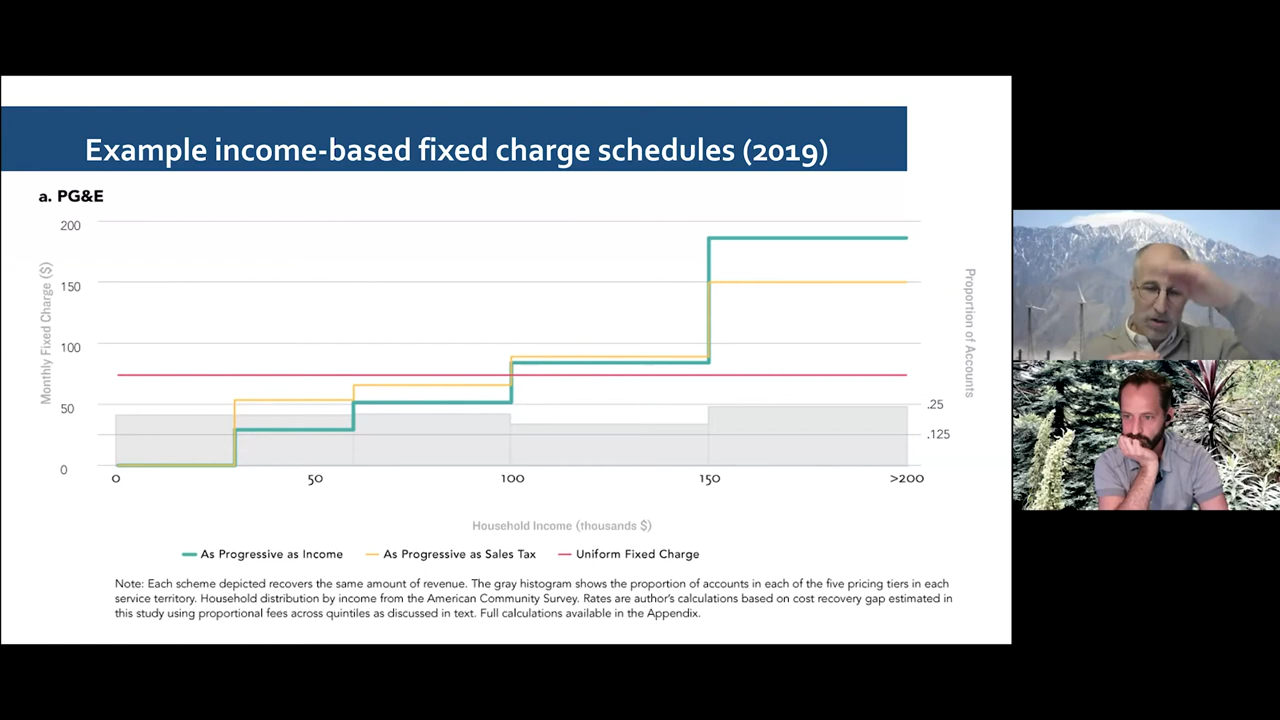 Example income-based fixed charge schedules (2019)
a. PG&E
Monthly Fixed Charge ($)
200
150
100
50
0
Proportion of Accounts
.25
.125
0 50 100 150 >200
Household Income (thousands $)
As Progressive as Income As Progressive as Sales Tax Uniform Fixed Charge
Note: Each scheme depicted recovers the same amount of revenue. The gray histogram shows the proportion of accounts in each of the five pricing tiers in each
service territory. Household distribution by income from the American Community Survey. Rates are author’s calculations based on cost recovery gap estimated in
this study using proportional fees across quintiles as discussed in text. Full calculations available in the Appendix.